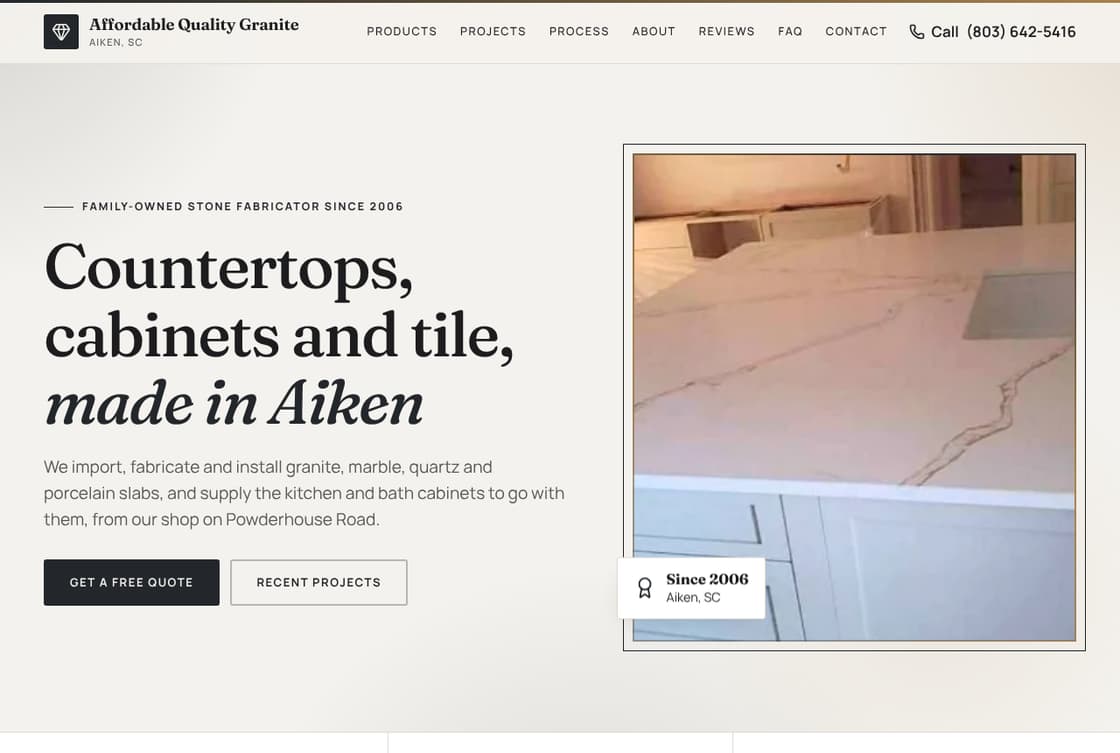 Affordable Quality Granite
AIKEN, SC
PRODUCTS PROJECTS PROCESS ABOUT REVIEWS FAQ CONTACT Call (803) 642-5416
FAMILY-OWNED STONE FABRICATOR SINCE 2006
Countertops,
cabinets and tile,
made in Aiken
We import, fabricate and install granite, marble, quartz and
porcelain slabs, and supply the kitchen and bath cabinets to go with
them, from our shop on Powderhouse Road.
GET A FREE QUOTE RECENT PROJECTS
Since 2006
Aiken, SC